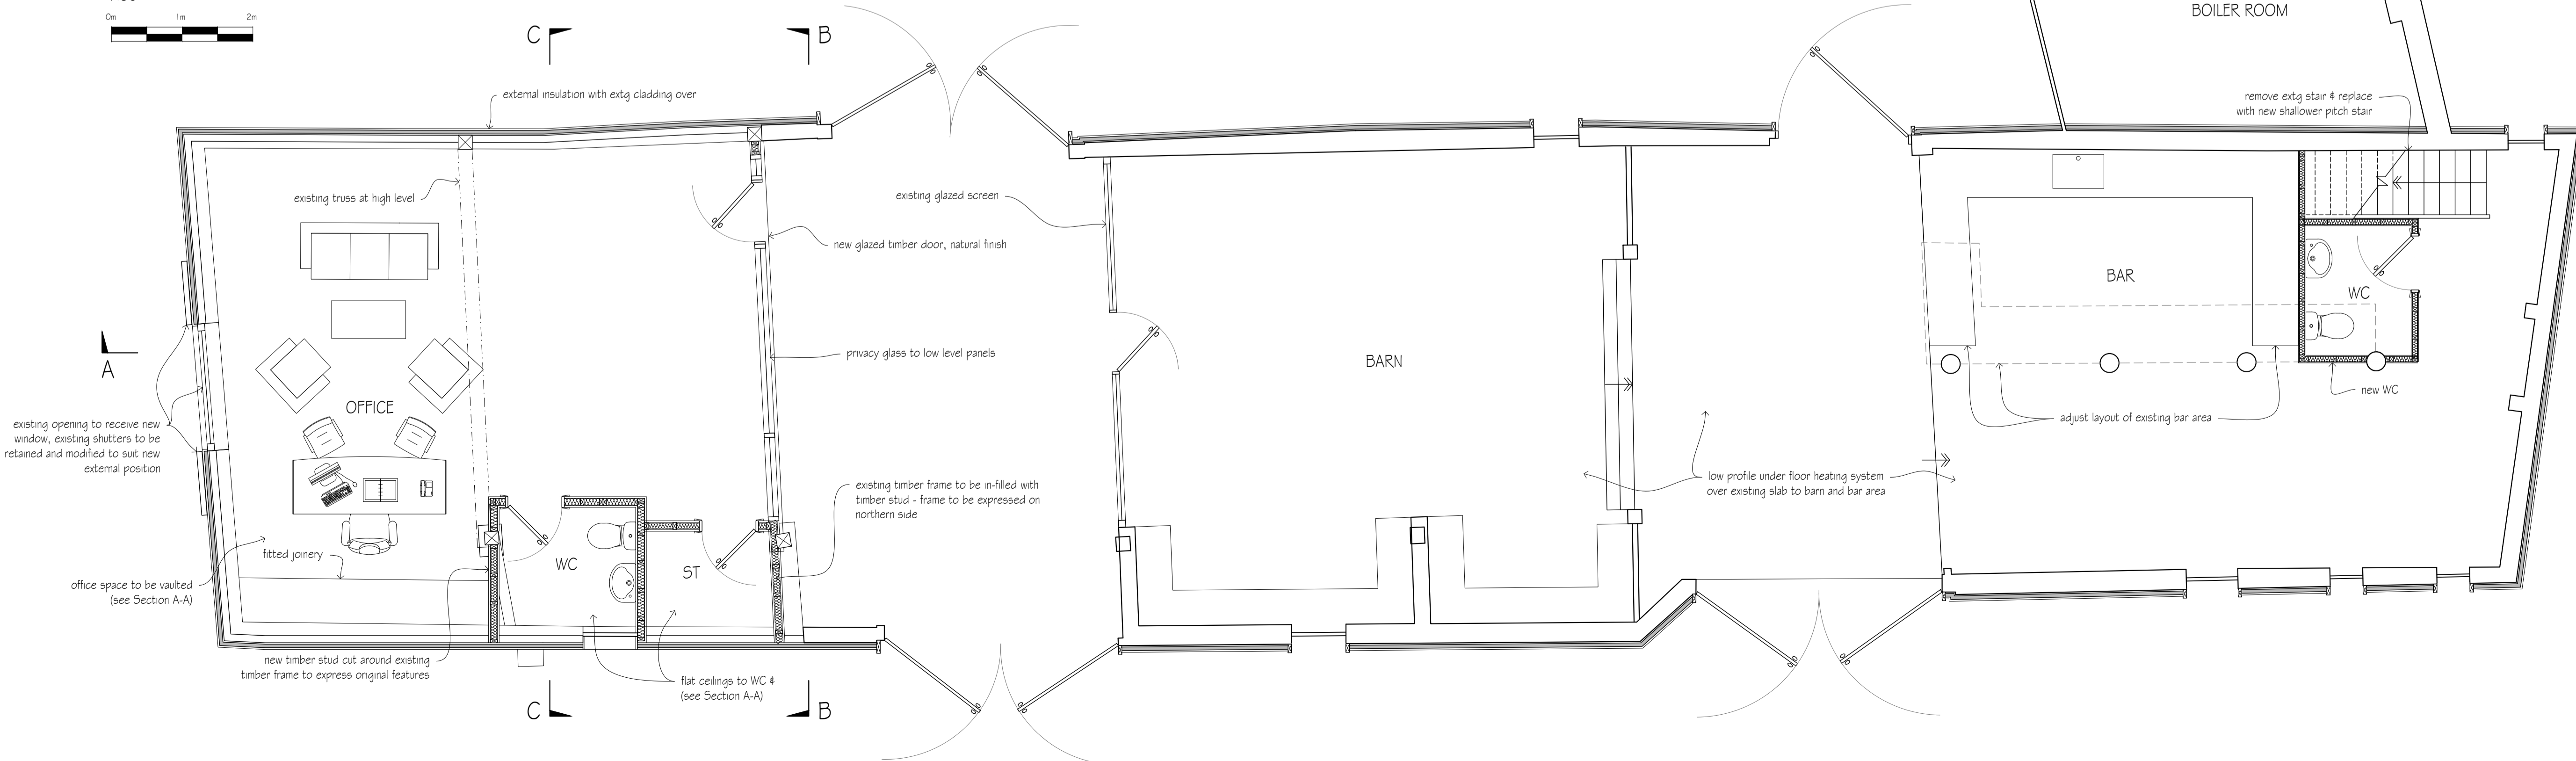 0m 1m 2m
C
B
BOILER ROOM
external insulation with extg cladding over
remove extg stair & replace
with new shallower pitch stair
existing truss at high level
existing glazed screen
new glazed timber door, natural finish
BAR
WC
privacy glass to low level panels
BARN
A
new WC
OFFICE
adjust layout of existing bar area
existing opening to receive new
window, existing shutters to be
retained and modified to suit new
external position
low profile under floor heating system
over existing slab to barn and bar area
existing timber frame to be in-filled with
timber stud - frame to be expressed on
northern side
fitted joinery
WC
ST
office space to be vaulted
(see Section A-A)
new timber stud cut around existing
timber frame to express original features
flat ceilings to WC &
(see Section A-A)
C
B